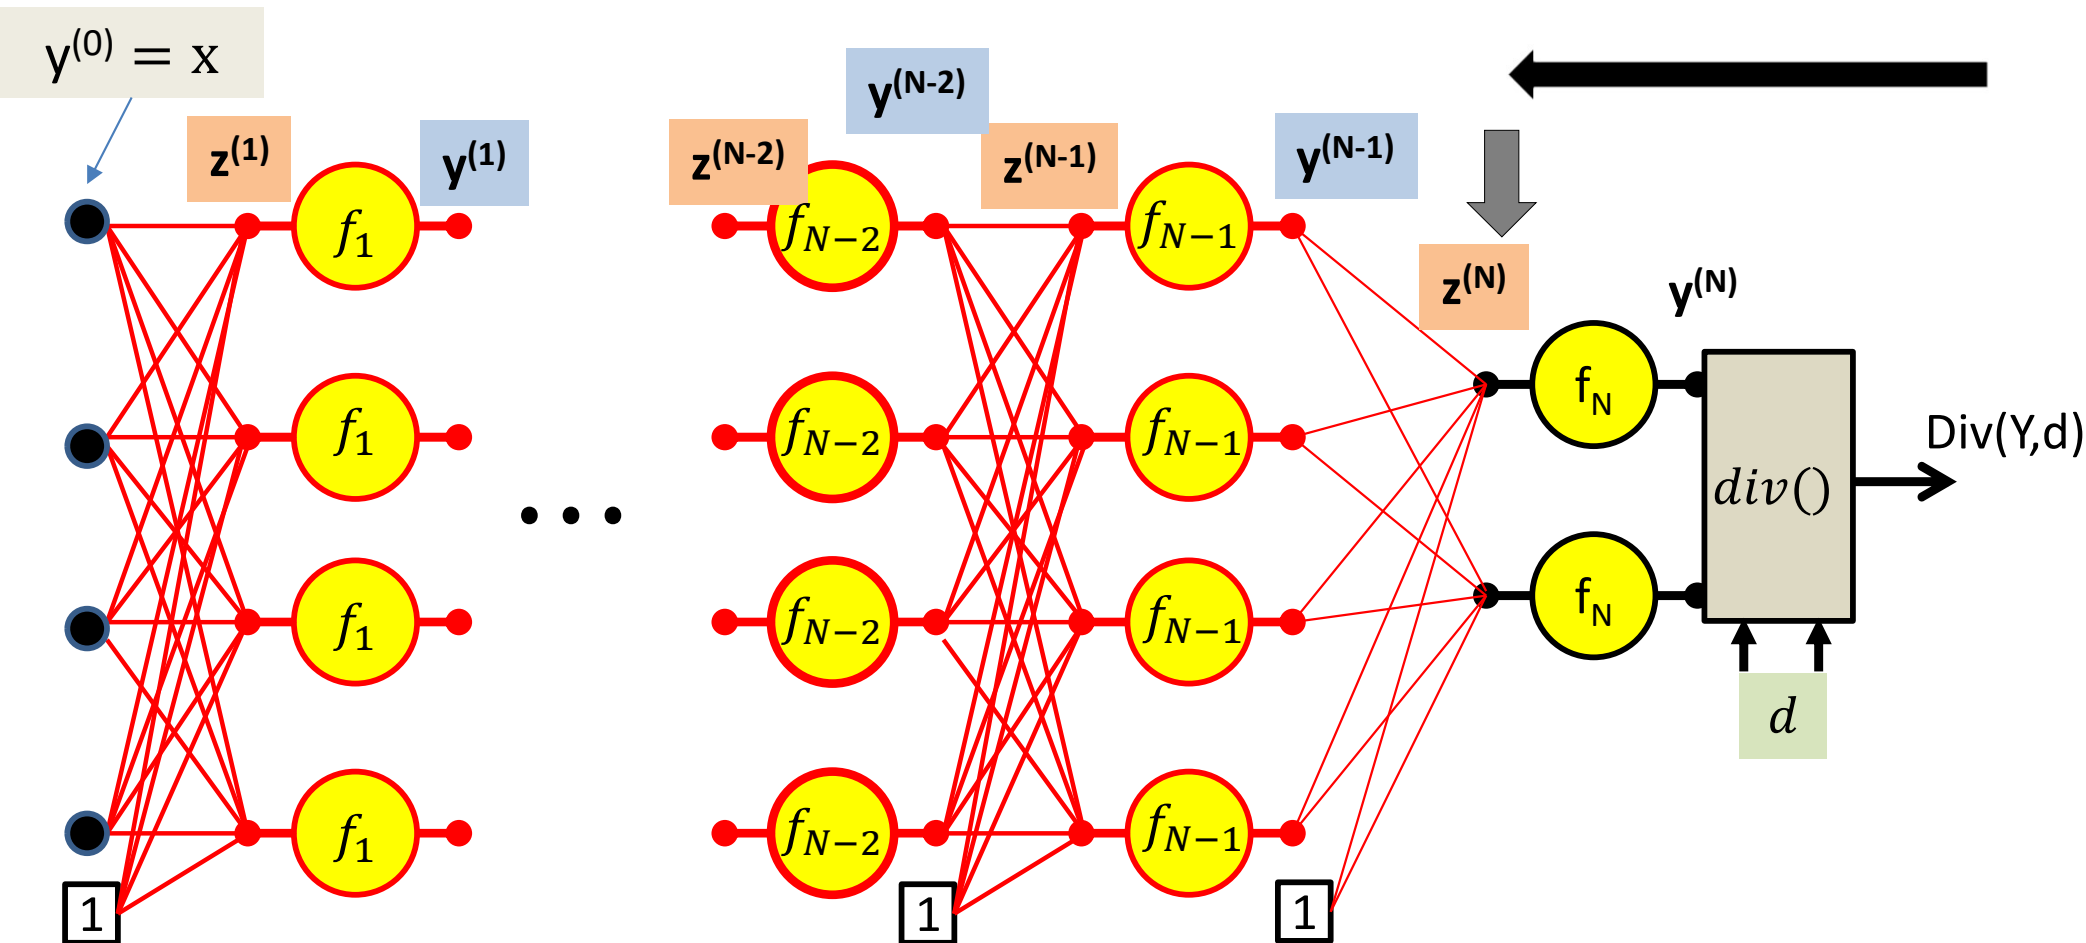 y(0) = x
z(1)
y(1)
z(N-2)
y(N-2)
z(N-1)
y(N-1)
z(N)
y(N)
f1
fN−2
fN−1
f1
fN−2
fN−1
fN
f1
fN−2
fN−1
fN
f1
fN−2
fN−1
...
div()
Div(Y,d)
d
1
1
1